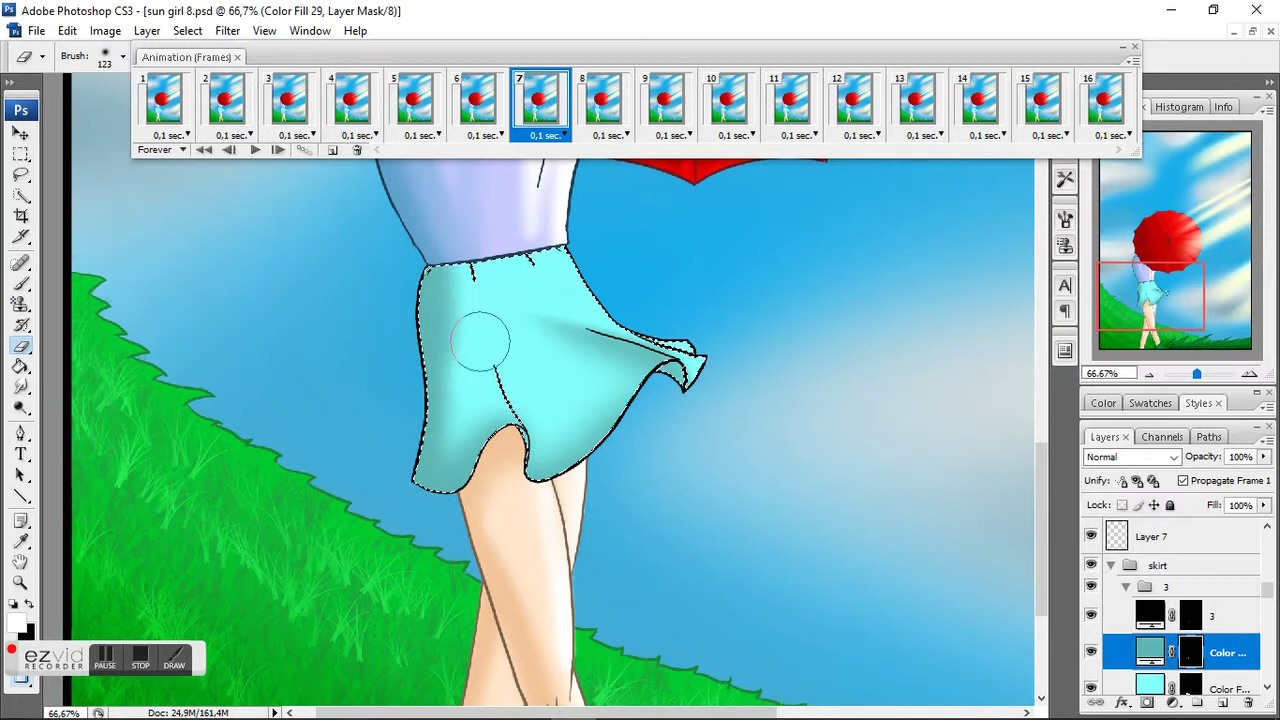 Adobe Photoshop CS3 - [sun girl 8.psd @ 66,7% (Color Fill 29, Layer Mask/8)]
File Edit Image Layer Select Filter View Window Help
Brush: 123
Animation (Frames) ×
1 2 3 4 5 6 7 8 9 10 11 12 13 14 15 16
0,1 sec. 0,1 sec. 0,1 sec. 0,1 sec. 0,1 sec. 0,1 sec. 0,1 sec. 0,1 sec. 0,1 sec. 0,1 sec. 0,1 sec. 0,1 sec. 0,1 sec. 0,1 sec. 0,1 sec. 0,1 sec.
Forever
Ps
Histogram Info
66.67%
Color Swatches Styles ×
Layers × Channels Paths
Normal Opacity: 100%
Unify: Propagate Frame 1
Lock: Fill: 100%
Layer 7
skirt
3
3
Color ...
Color F...
ezvid
RECORDER
PAUSE STOP DRAW
66,67% Doc: 24,9M/161,4M